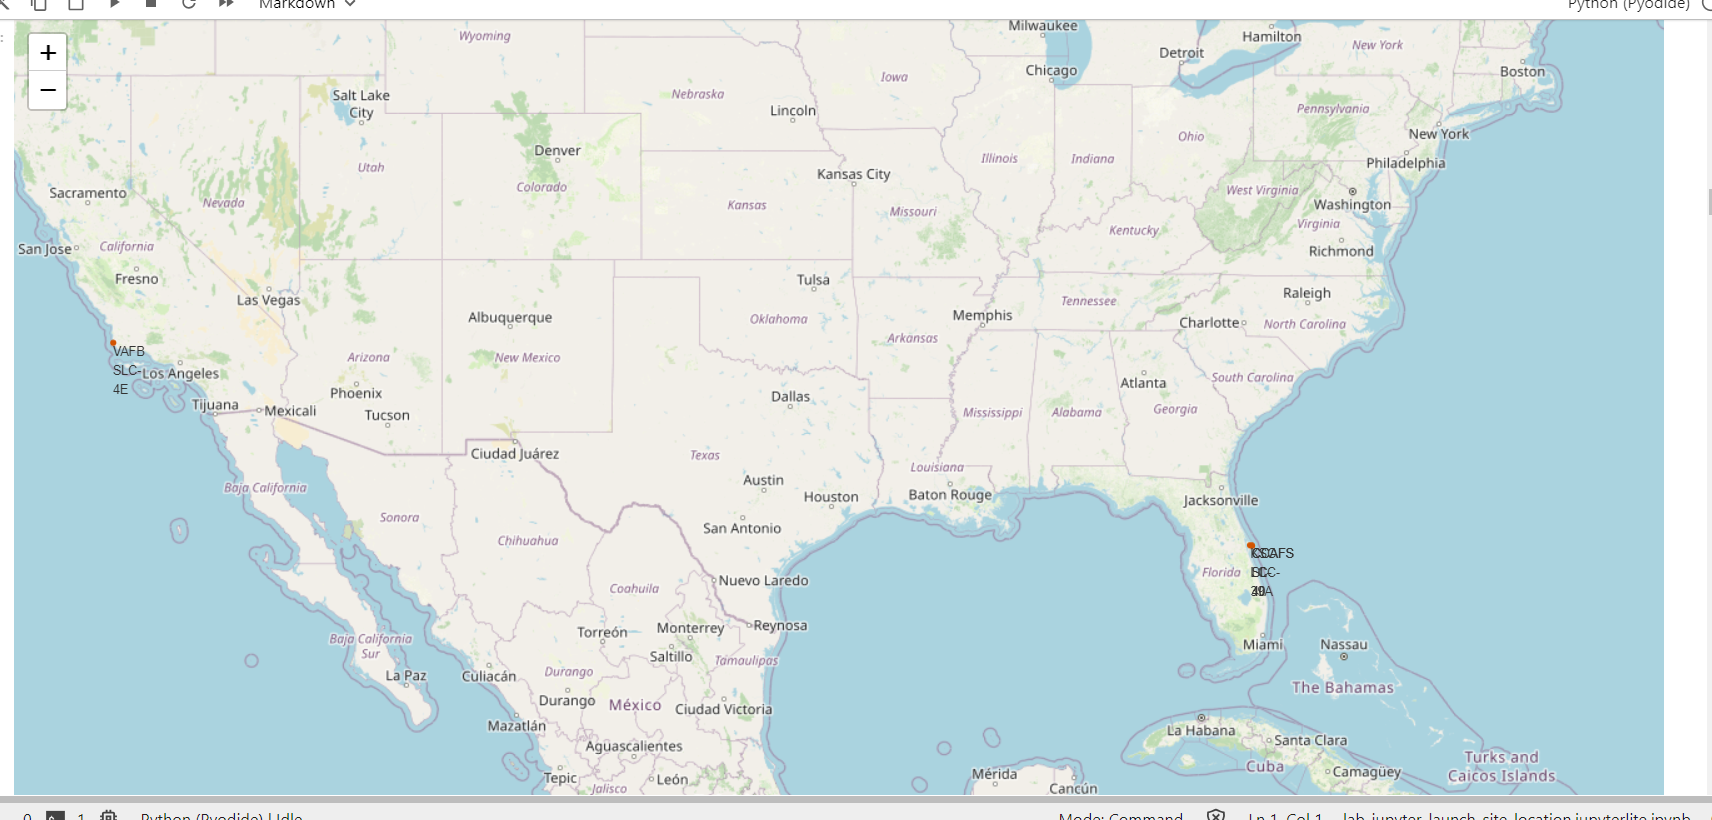 Markdown
Python (Pyodide)
+
−
Wyoming
Milwaukee
Hamilton
New York
Detroit
Iowa
Chicago
Boston
Salt Lake
City
Nebraska
Lincoln
Pennsylvania
New York
Ohio
Denver
Illinois
Indiana
Philadelphia
Utah
Kansas City
Colorado
Sacramento
Nevada
Kansas
Missouri
West Virginia
Washington
Virginia
Kentucky
San Jose
California
Richmond
Fresno
Tulsa
Las Vegas
Raleigh
Tennessee
Albuquerque
Oklahoma
Memphis
Charlotte
North Carolina
Arkansas
VAFB
SLC-
4E
Los Angeles
Arizona
New Mexico
South Carolina
Atlanta
Phoenix
Dallas
Tijuana
Mexicali
Tucson
Mississippi
Alabama
Georgia
Ciudad Juárez
Texas
Louisiana
Austin
Baja California
Houston
Baton Rouge
Jacksonville
Sonora
San Antonio
Chihuahua
Florida
Coahuila
Nuevo Laredo
Reynosa
Torreón
Monterrey
Baja California
Sur
Saltillo
Tamaulipas
Miami
Nassau
La Paz
Culiacán
Durango
The Bahamas
Durango
México
Ciudad Victoria
Mazatlán
La Habana
Santa Clara
Aguascalientes
Turks and
Caicos Islands
Cuba
Camagüey
Tepic
León
Mérida
Jalisco
Cancún
0
1
Python (Pyodide) | Idle
Mode: Command
Ln 1, Col 1
lab_jupyter_launch_site_location.jupyterlite.ipynb